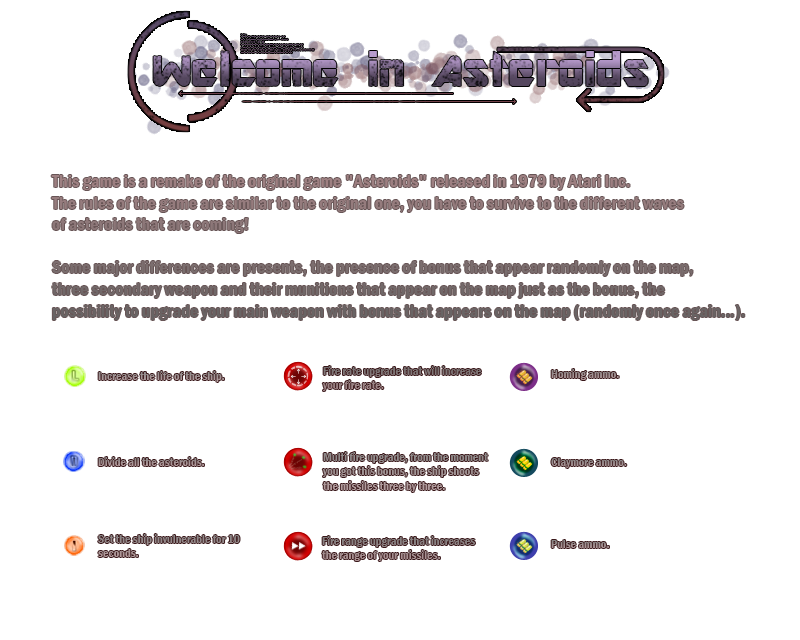 Welcome in Asteroids
This game is a remake of the original game "Asteroids" released in 1979 by Atari Inc.
The rules of the game are similar to the original one, you have to survive to the different waves
of asteroids that are coming!
Some major differences are presents, the presence of bonus that appear randomly on the map,
three secondary weapon and their munitions that appear on the map just as the bonus, the
possibility to upgrade your main weapon with bonus that appears on the map (randomly once again...).
Increase the life of the ship.
Fire rate upgrade that will increase
your fire rate.
Homing ammo.
Divide all the asteroids.
Multi fire upgrade, from the moment
you got this bonus, the ship shoots
the missiles three by three.
Claymore ammo.
Set the ship invulnerable for 10
seconds.
Fire range upgrade that increases
the range of your missiles.
Pulse ammo.